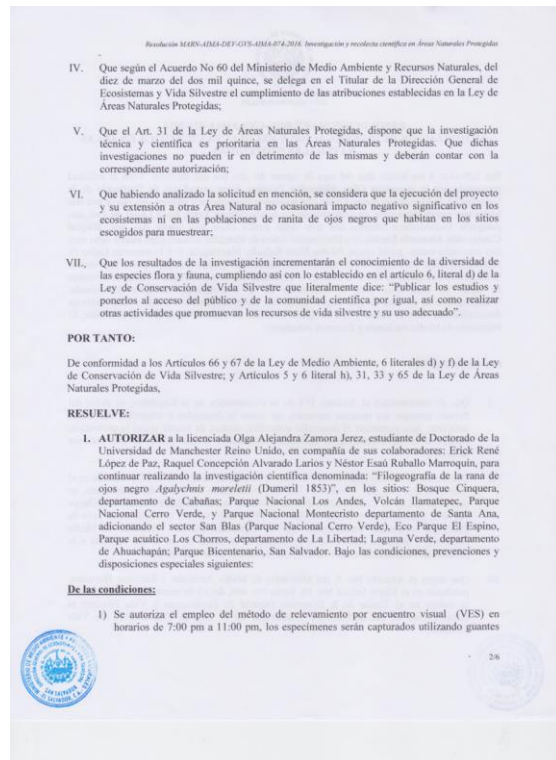 Resolución MARN-AIMA-DEV-GVS-AIMA-074-2016. Investigación y recolecta científica en Áreas Naturales Protegidas
IV. Que según el Acuerdo No 60 del Ministerio de Medio Ambiente y Recursos Naturales, del
diez de marzo del dos mil quince, se delega en el Titular de la Dirección General de
Ecosistemas y Vida Silvestre el cumplimiento de las atribuciones establecidas en la Ley de
Áreas Naturales Protegidas;
V. Que el Art. 31 de la Ley de Áreas Naturales Protegidas, dispone que la investigación
técnica y científica es prioritaria en las Áreas Naturales Protegidas. Que dichas
investigaciones no pueden ir en detrimento de las mismas y deberán contar con la
correspondiente autorización;
VI. Que habiendo analizado la solicitud en mención, se considera que la ejecución del proyecto
y su extensión a otras Área Natural no ocasionará impacto negativo significativo en los
ecosistemas ni en las poblaciones de ranita de ojos negros que habitan en los sitios
escogidos para muestrear;
VII., Que los resultados de la investigación incrementarán el conocimiento de la diversidad de
las especies flora y fauna, cumpliendo así con lo establecido en el artículo 6, literal d) de la
Ley de Conservación de Vida Silvestre que literalmente dice: “Publicar los estudios y
ponerlos al acceso del público y de la comunidad científica por igual, así como realizar
otras actividades que promuevan los recursos de vida silvestre y su uso adecuado”.
POR TANTO:
De conformidad a los Artículos 66 y 67 de la Ley de Medio Ambiente, 6 literales d) y f) de la Ley
de Conservación de Vida Silvestre; y Artículos 5 y 6 literal h), 31, 33 y 65 de la Ley de Áreas
Naturales Protegidas,
RESUELVE:
1. AUTORIZAR a la licenciada Olga Alejandra Zamora Jerez, estudiante de Doctorado de la
Universidad de Manchester Reino Unido, en compañía de sus colaboradores: Erick René
López de Paz, Raquel Concepción Alvarado Larios y Néstor Esaú Ruballo Marroquín, para
continuar realizando la investigación científica denominada: “Filogeografía de la rana de
ojos negro Agalychnis moreletii (Dumeril 1853)”, en los sitios: Bosque Cinquera,
departamento de Cabañas; Parque Nacional Los Andes, Volcán Ilamatepec, Parque
Nacional Cerro Verde, y Parque Nacional Montecristo departamento de Santa Ana,
adicionando el sector San Blas (Parque Nacional Cerro Verde), Eco Parque El Espino,
Parque acuático Los Chorros, departamento de La Libertad; Laguna Verde, departamento
de Ahuachapán; Parque Bicentenario, San Salvador. Bajo las condiciones, prevenciones y
disposiciones especiales siguientes:
De las condiciones:
1) Se autoriza el empleo del método de relevamiento por encuentro visual (VES) en
horarios de 7:00 pm a 11:00 pm, los especímenes serán capturados utilizando guantes
2/6
MINISTERIO DE MEDIO AMBIENTE
SAN SALVADOR
EL SALVADOR, C.A.